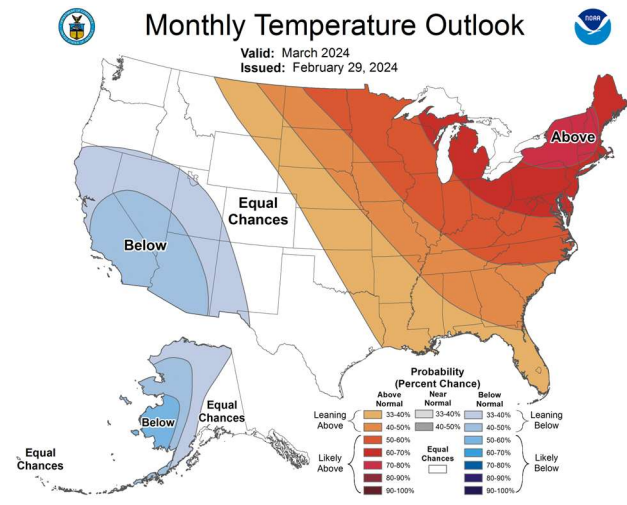 Monthly Temperature Outlook
NOAA
Valid: March 2024
Issued: February 29, 2024
Above
Equal
Chances
Below
Below
Equal
Chances
Equal
Chances
Probability
(Percent Chance)
Above
Normal
Near
Normal
Below
Normal
Leaning
Above
33-40%
40-50%
33-40%
40-50%
33-40%
40-50%
Leaning
Below
Likely
Above
50-60%
60-70%
70-80%
80-90%
90-100%
Equal
Chances
50-60%
60-70%
70-80%
80-90%
90-100%
Likely
Below